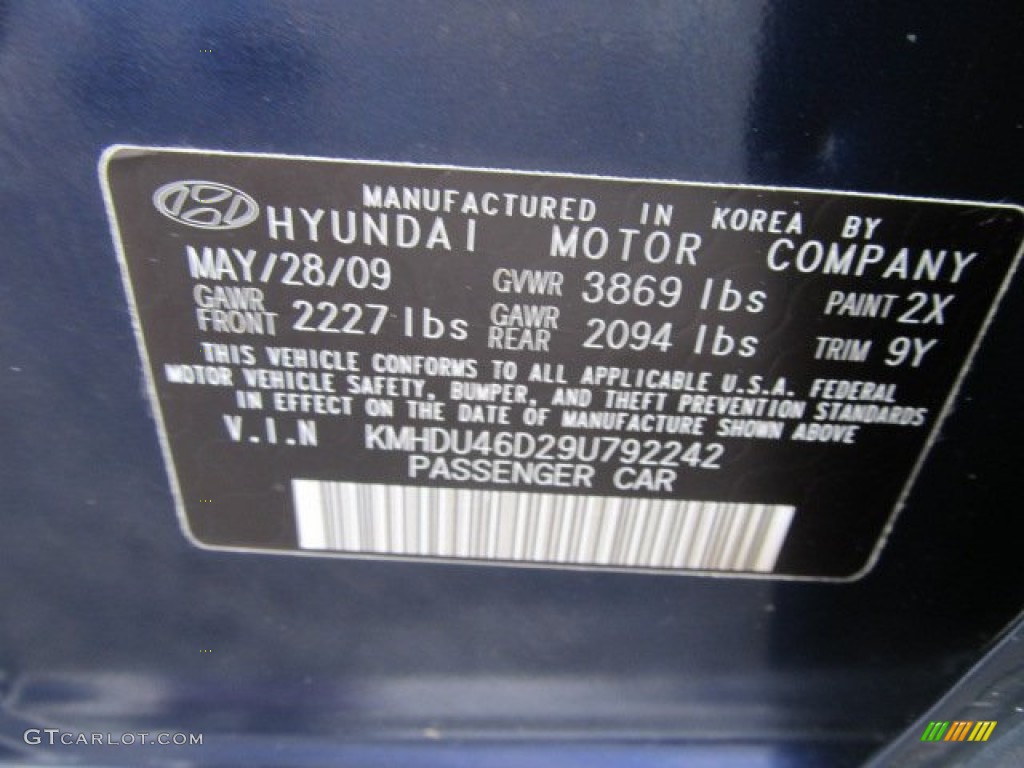 MANUFACTURED IN KOREA BY
HYUNDAI MOTOR COMPANY
MAY/28/09 GVWR 3869 lbs PAINT 2X
GAWR FRONT 2227 lbs GAWR REAR 2094 lbs TRIM 9Y
THIS VEHICLE CONFORMS TO ALL APPLICABLE U.S.A. FEDERAL
MOTOR VEHICLE SAFETY, BUMPER, AND THEFT PREVENTION STANDARDS
IN EFFECT ON THE DATE OF MANUFACTURE SHOWN ABOVE
V.I.N KMHDU46D29U792242
PASSENGER CAR
GTCARLOT.COM